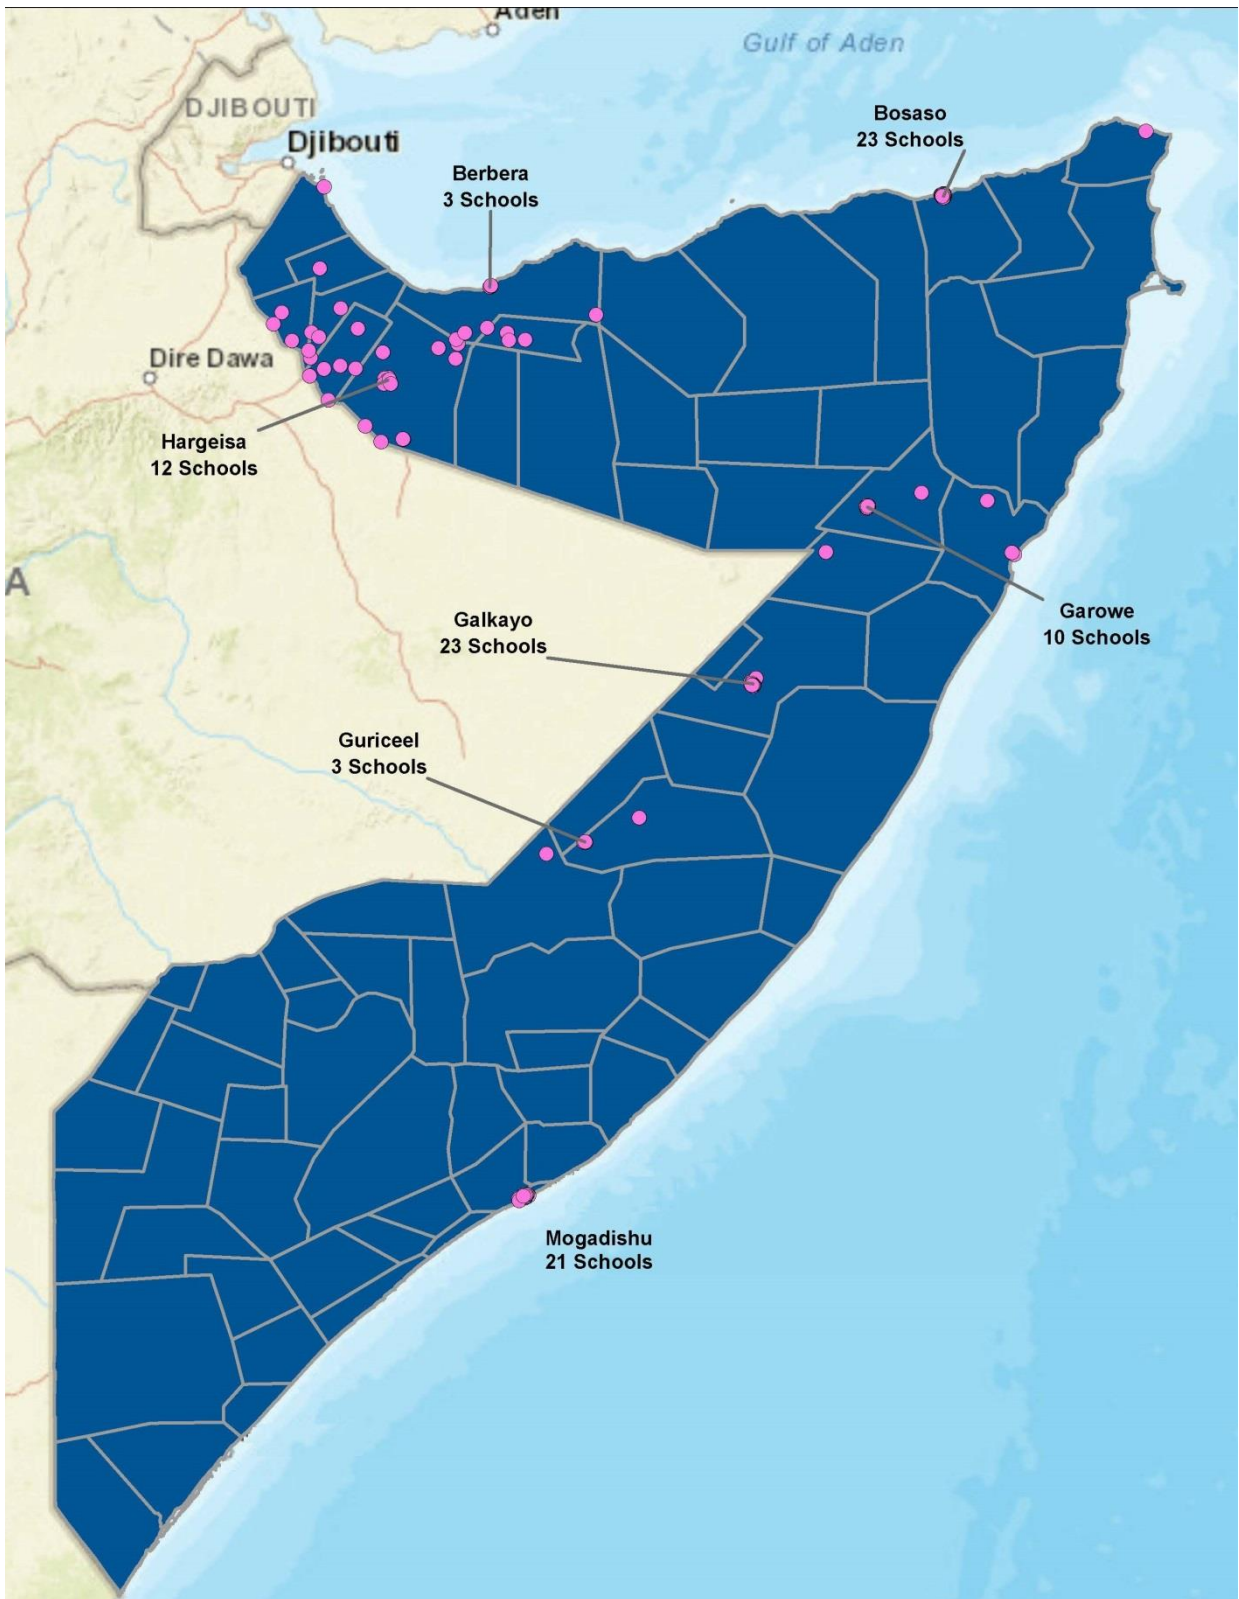 Aden
Gulf of Aden
DJIBOUTI
Djibouti
Bosaso
23 Schools
Berbera
3 Schools
Dire Dawa
Hargeisa
12 Schools
A
Galkayo
23 Schools
Garowe
10 Schools
Guriceel
3 Schools
Mogadishu
21 Schools